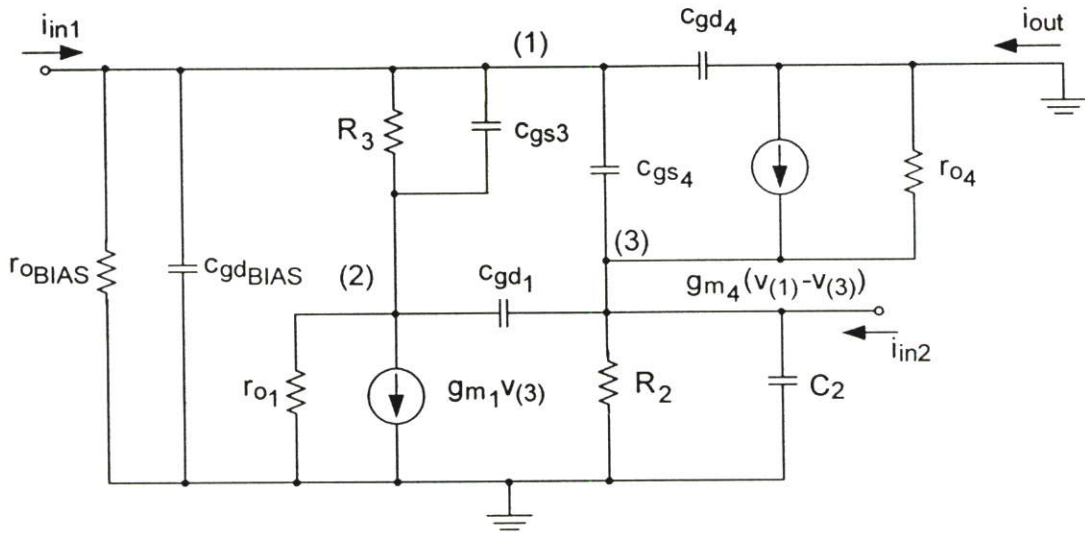 i_in1
(1)
c_gd4
i_out
R_3
c_gs3
c_gs4
r_o4
r_oBIAS
c_gdBIAS
(2)
c_gd1
(3)
g_m4(v_(1)-v_(3))
i_in2
r_o1
g_m1v_(3)
R_2
C_2